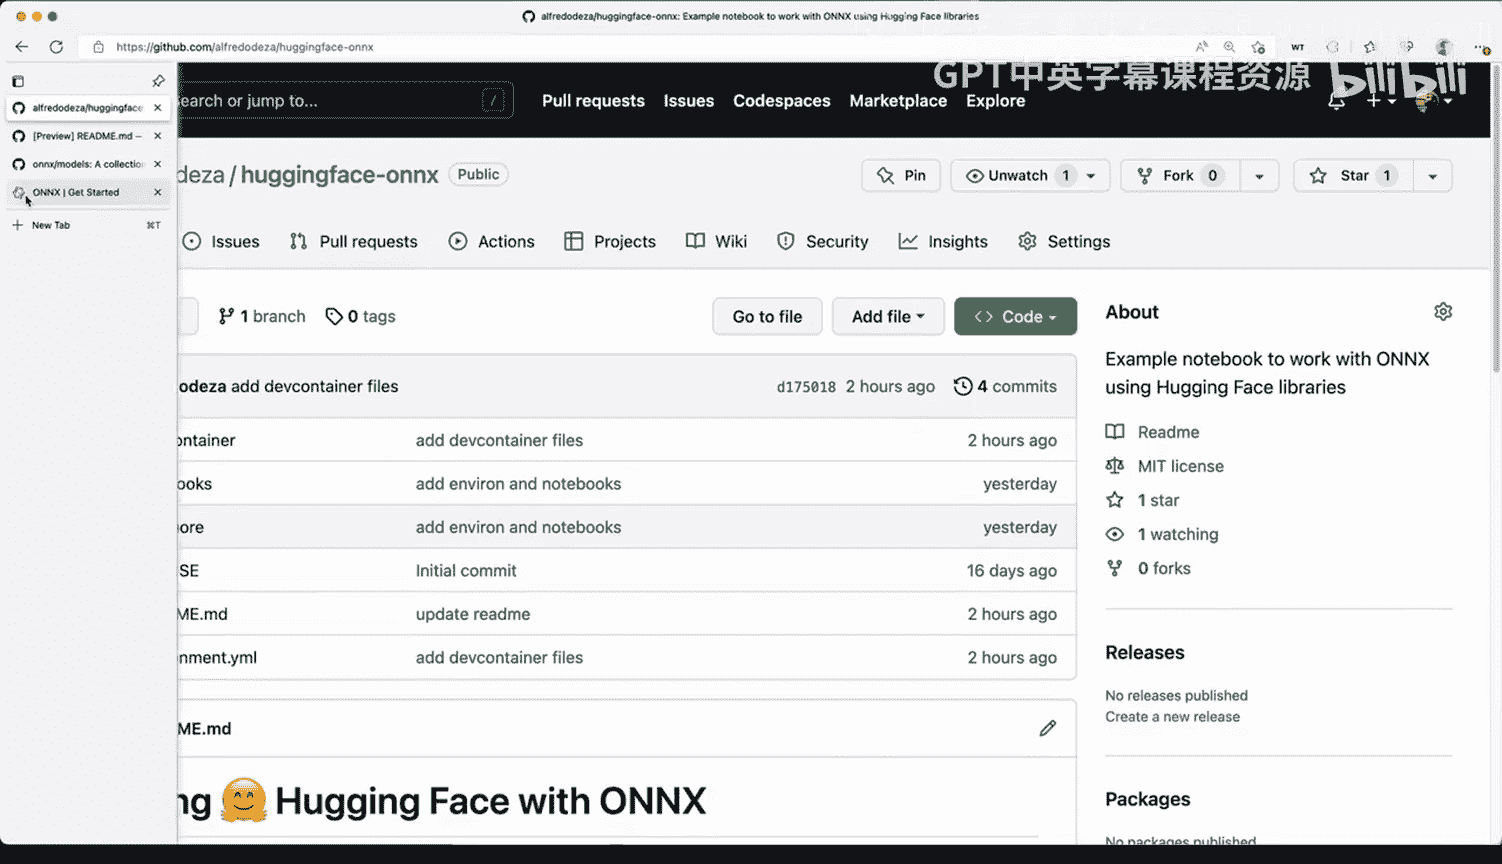 alfredodeza/huggingface-onnx: Example notebook to work with ONNX using Hugging Face libraries
https://github.com/alfredodeza/huggingface-onnx
WT
GPT中英字幕课程资源
bilibili
alfredodeza/huggingface
[Preview] README.md —
onnx/models: A collection
ONNX | Get Started
New Tab
⌘T
earch or jump to...
/
Pull requests
Issues
Codespaces
Marketplace
Explore
deza / huggingface-onnx
Public
Pin
Unwatch 1
Fork 0
Star 1
Issues
Pull requests
Actions
Projects
Wiki
Security
Insights
Settings
1 branch
0 tags
Go to file
Add file
Code
odeza add devcontainer files
d175018 2 hours ago
4 commits
ontainer
add devcontainer files
2 hours ago
ooks
add environ and notebooks
yesterday
ore
add environ and notebooks
yesterday
SE
Initial commit
16 days ago
ME.md
update readme
2 hours ago
nment.yml
add devcontainer files
2 hours ago
ME.md
ng 🤗 Hugging Face with ONNX
About
Example notebook to work with ONNX
using Hugging Face libraries
Readme
MIT license
1 star
1 watching
0 forks
Releases
No releases published
Create a new release
Packages
No packages published